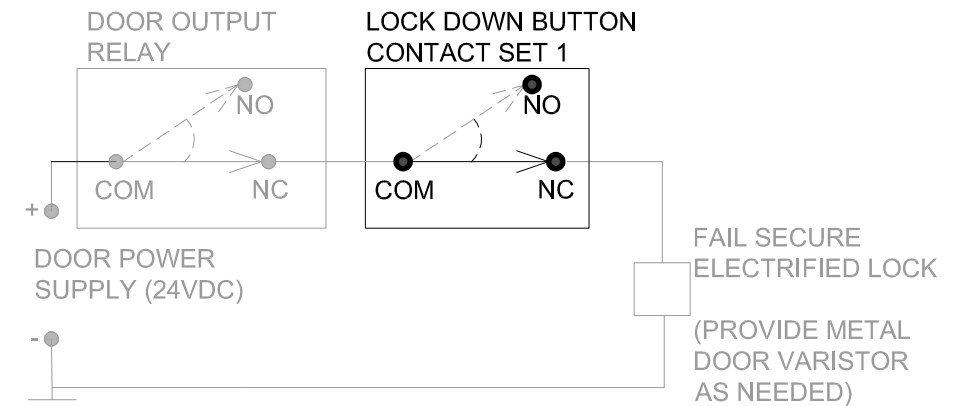 DOOR OUTPUT
RELAY
LOCK DOWN BUTTON
CONTACT SET 1
NO
NO
COM
NC
COM
NC
+
DOOR POWER
SUPPLY (24VDC)
-
FAIL SECURE
ELECTRIFIED LOCK
(PROVIDE METAL
DOOR VARISTOR
AS NEEDED)